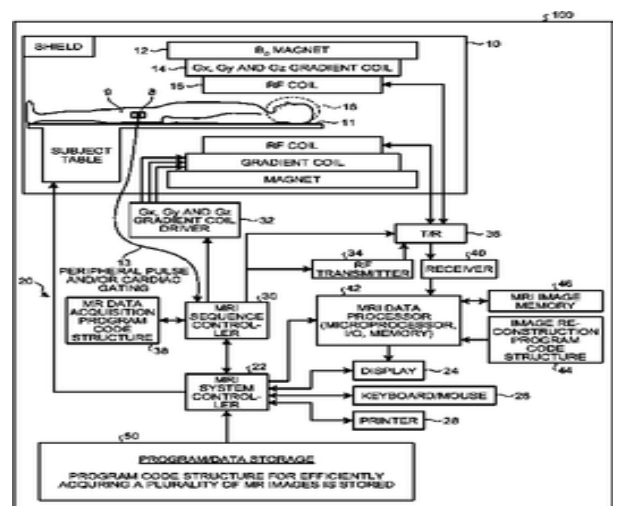 100
SHIELD
10
12
B0 MAGNET
14
Gx, Gy AND Gz GRADIENT COIL
15
RF COIL
9
8
18
11
SUBJECT
TABLE
RF COIL
GRADIENT COIL
MAGNET
Gx, Gy AND Gz
GRADIENT COIL
DRIVER
32
T/R
36
13
34
RF
TRANSMITTER
40
RECEIVER
20
PERIPHERAL PULSE
AND/OR CARDIAC
GATING
42
46
MR DATA
ACQUISITION
PROGRAM
CODE
STRUCTURE
38
30
MRI
SEQUENCE
CONTROL-
LER
MRI DATA
PROCESSOR
(MICROPROCESSOR,
I/O, MEMORY)
MRI IMAGE
MEMORY
IMAGE RE-
CONSTRUCTION
PROGRAM
CODE
STRUCTURE
44
22
MRI
SYSTEM
CONTROL-
LER
DISPLAY
24
KEYBOARD/MOUSE
26
PRINTER
28
50
PROGRAM/DATA STORAGE
PROGRAM CODE STRUCTURE FOR EFFICIENTLY
ACQUIRING A PLURALITY OF MR IMAGES IS STORED